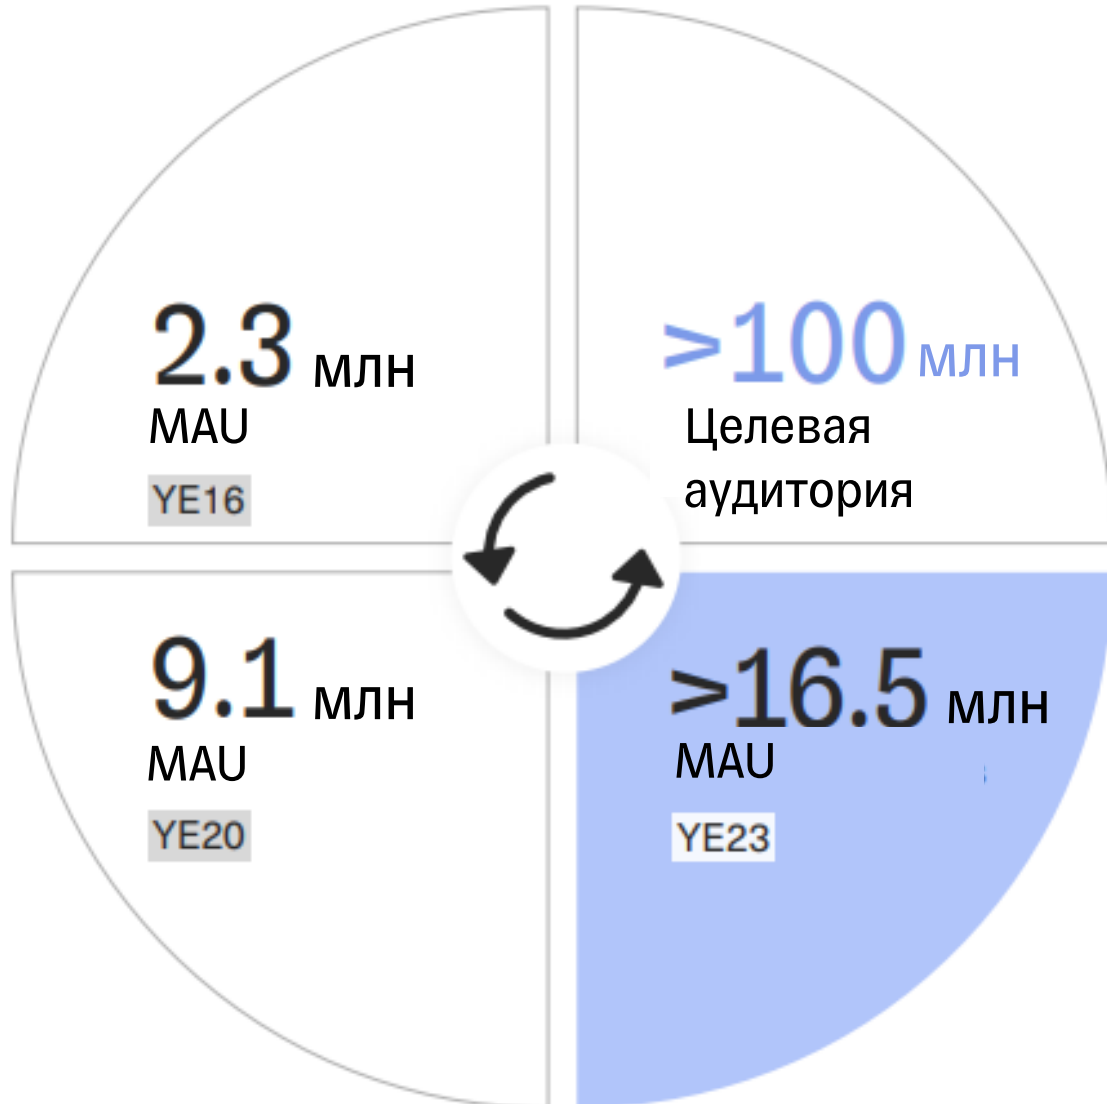 2.3 млн
MAU
YE16
>100 млн
Целевая
аудитория
9.1 млн
MAU
YE20
>16.5 млн
MAU
YE23